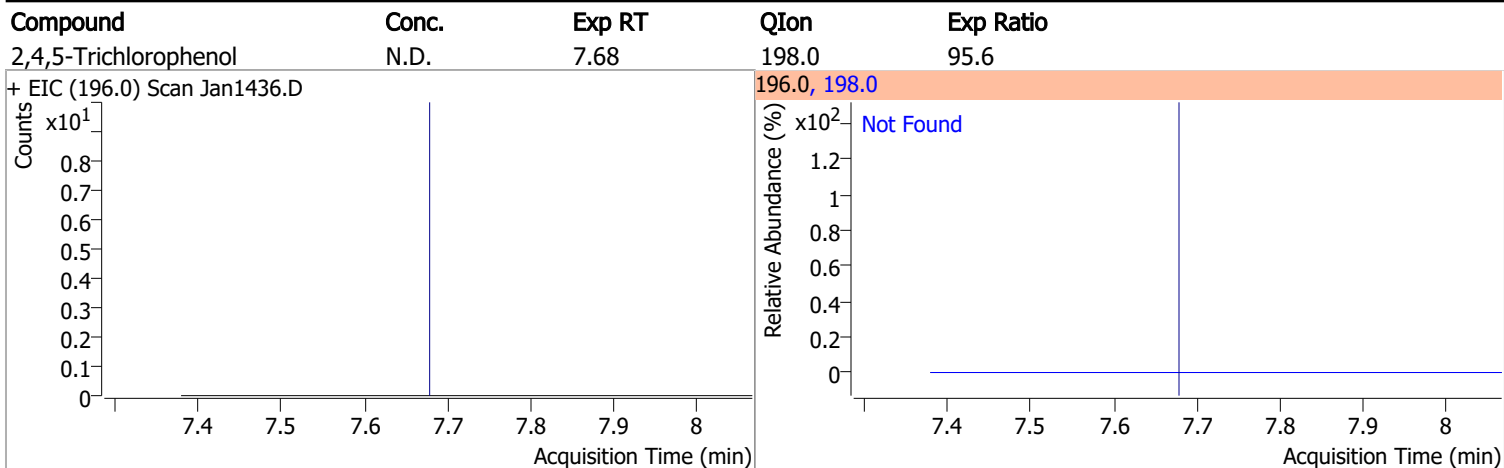 Compound Conc. Exp RT QIon Exp Ratio
2,4,5-Trichlorophenol N.D. 7.68 198.0 95.6
+ EIC (196.0) Scan Jan1436.D
Counts
x10¹
0.8
0.7
0.6
0.5
0.4
0.3
0.2
0.1
0
7.4 7.5 7.6 7.7 7.8 7.9 8
Acquisition Time (min)
196.0, 198.0
Relative Abundance (%)
x10²
Not Found
1.2
1
0.8
0.6
0.4
0.2
0
7.4 7.5 7.6 7.7 7.8 7.9 8
Acquisition Time (min)